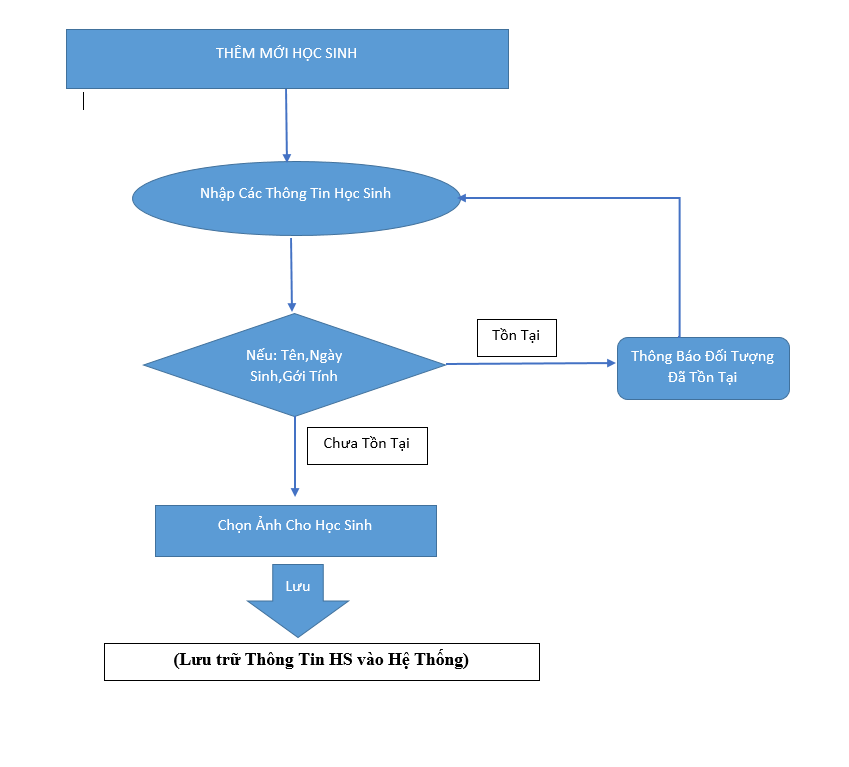 THÊM MỚI HỌC SINH
Nhập Các Thông Tin Học Sinh
Nếu: Tên,Ngày
Sinh,Gới Tính
Tồn Tại
Thông Báo Đối Tượng
Đã Tồn Tại
Chưa Tồn Tại
Chọn Ảnh Cho Học Sinh
Lưu
(Lưu trữ Thông Tin HS vào Hệ Thống)